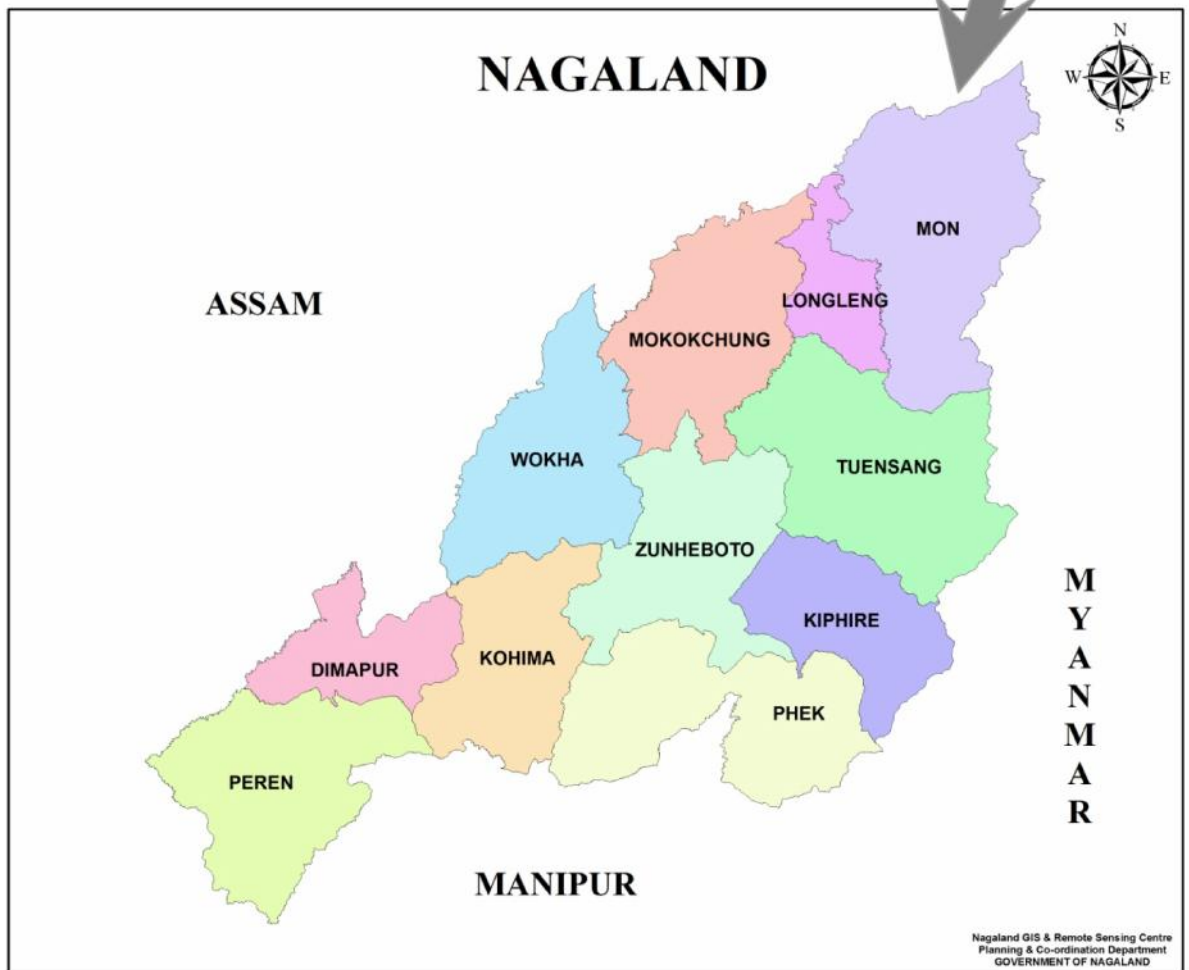 NAGALAND
N
W E
S
MON
ASSAM
LONGLENG
MOKOKCHUNG
WOKHA
TUENSANG
ZUNHEBOTO
KIPHIRE
DIMAPUR
KOHIMA
PHEK
PEREN
MYANMAR
MANIPUR
Nagaland GIS & Remote Sensing Centre
Planning & Co-ordination Department
GOVERNMENT OF NAGALAND